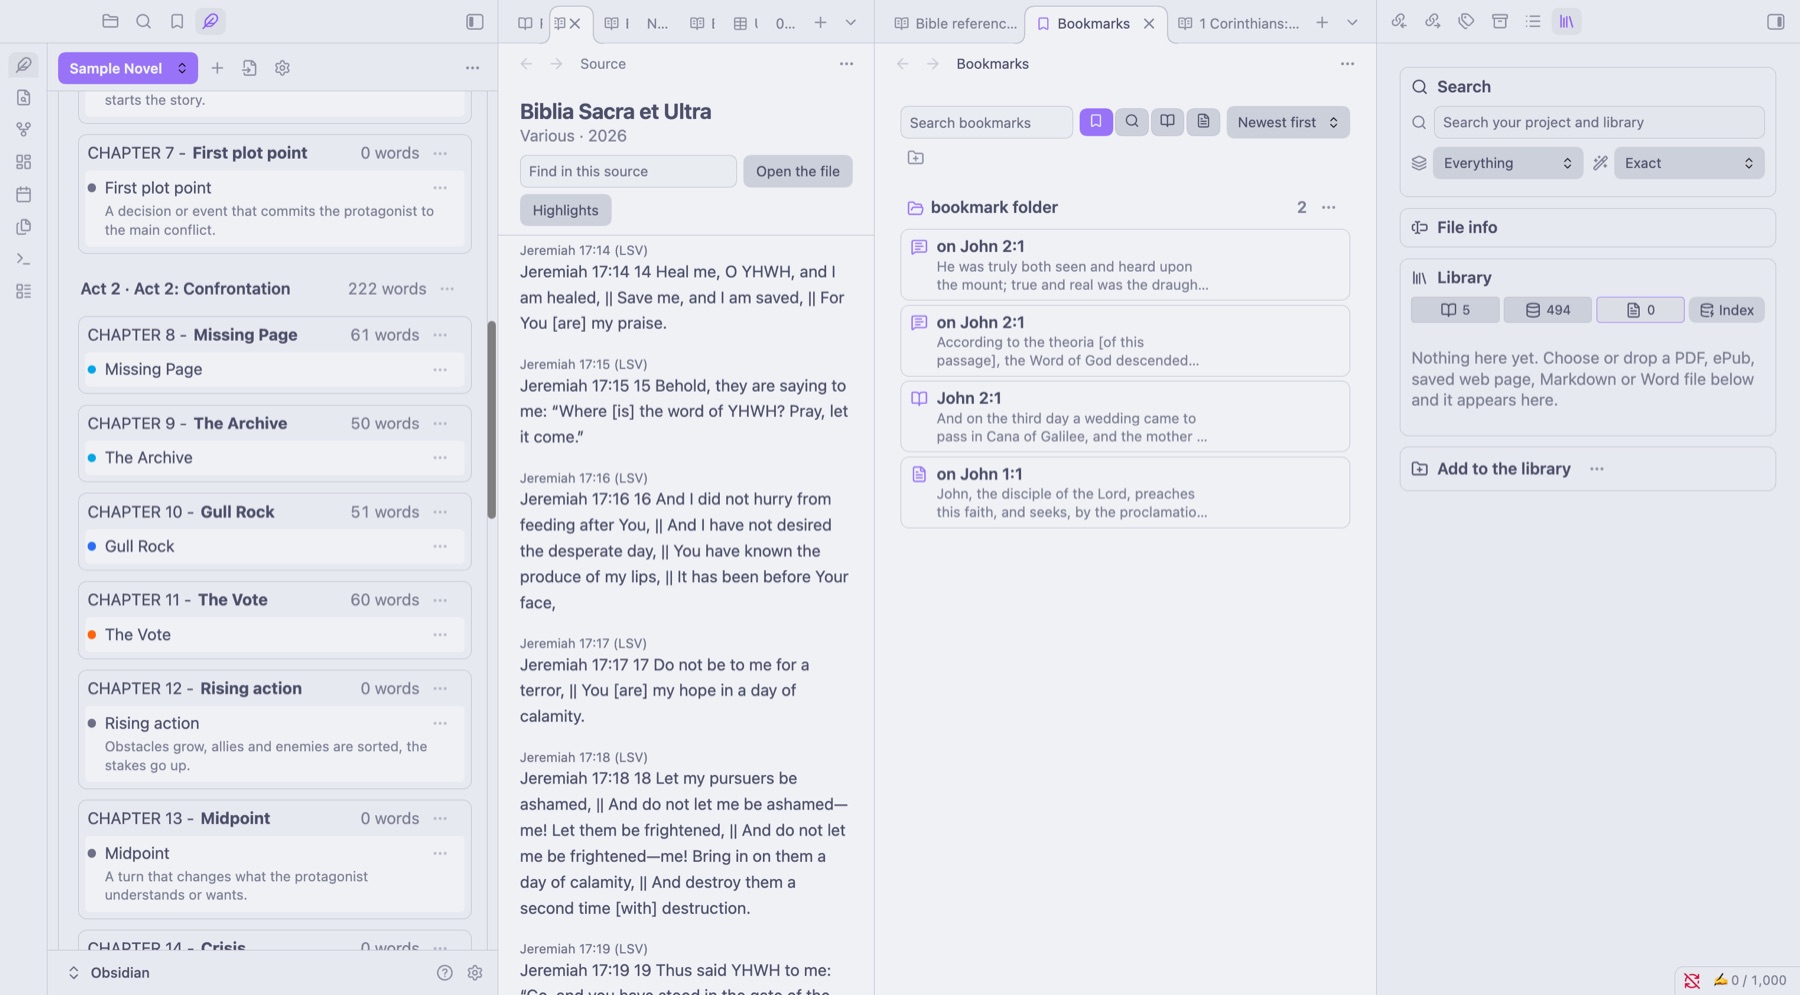 Sample Novel
starts the story.
CHAPTER 7 - First plot point 0 words
First plot point
A decision or event that commits the protagonist to
the main conflict.
Act 2 · Act 2: Confrontation 222 words
CHAPTER 8 - Missing Page 61 words
Missing Page
CHAPTER 9 - The Archive 50 words
The Archive
CHAPTER 10 - Gull Rock 51 words
Gull Rock
CHAPTER 11 - The Vote 60 words
The Vote
CHAPTER 12 - Rising action 0 words
Rising action
Obstacles grow, allies and enemies are sorted, the
stakes go up.
CHAPTER 13 - Midpoint 0 words
Midpoint
A turn that changes what the protagonist
understands or wants.
CHAPTER 14 - Crisis 0 words
Obsidian
N...
0...
Source
Biblia Sacra et Ultra
Various · 2026
Find in this source
Open the file
Highlights
Jeremiah 17:14 (LSV)
Jeremiah 17:14 14 Heal me, O YHWH, and I
am healed, || Save me, and I am saved, || For
You [are] my praise.
Jeremiah 17:15 (LSV)
Jeremiah 17:15 15 Behold, they are saying to
me: “Where [is] the word of YHWH? Pray, let
it come.”
Jeremiah 17:16 (LSV)
Jeremiah 17:16 16 And I did not hurry from
feeding after You, || And I have not desired
the desperate day, || You have known the
produce of my lips, || It has been before Your
face,
Jeremiah 17:17 (LSV)
Jeremiah 17:17 17 Do not be to me for a
terror, || You [are] my hope in a day of
calamity.
Jeremiah 17:18 (LSV)
Jeremiah 17:18 18 Let my pursuers be
ashamed, || And do not let me be ashamed—
me! Let them be frightened, || And do not let
me be frightened—me! Bring in on them a
day of calamity, || And destroy them a
second time [with] destruction.
Jeremiah 17:19 (LSV)
Jeremiah 17:19 19 Thus said YHWH to me:
“Go, and you have stood in the gate of the
Bible referenc...
Bookmarks
1 Corinthians:...
Bookmarks
Search bookmarks
Newest first
bookmark folder 2
on John 2:1
He was truly both seen and heard upon
the mount; true and real was the draugh...
on John 2:1
According to the theoria [of this
passage], the Word of God descended...
John 2:1
And on the third day a wedding came to
pass in Cana of Galilee, and the mother ...
on John 1:1
John, the disciple of the Lord, preaches
this faith, and seeks, by the proclamatio...
Search
Search your project and library
Everything
Exact
File info
Library
5
494
0
Index
Nothing here yet. Choose or drop a PDF, ePub,
saved web page, Markdown or Word file below
and it appears here.
Add to the library
0 / 1,000